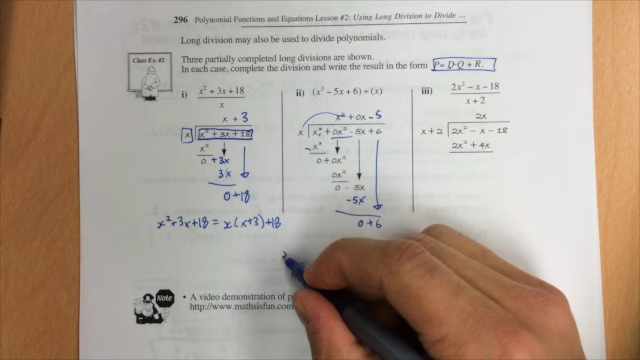 296 Polynomial Functions and Equations Lesson #2: Using Long Division to Divide ...
Long division may also be used to divide polynomials.
Class Ex. #2
Three partially completed long divisions are shown.
In each case, complete the division and write the result in the form P = D·Q + R.
i) x² + 3x + 18
x
x + 3
x x² + 3x + 18
x²
0 +3x
3x
0+18
x²+3x+18 = x(x+3)+18
ii) (x³ − 5x + 6) ÷ (x)
x² + 0x − 5
x x³ + 0x² − 5x + 6
−x³
0 + 0x²
0x²
0 − 5x
−5x
0+6
iii) 2x² − x − 18
x + 2
2x
x + 2 2x² − x − 18
2x² + 4x
Note • A video demonstration of
http://www.mathsisfun.com